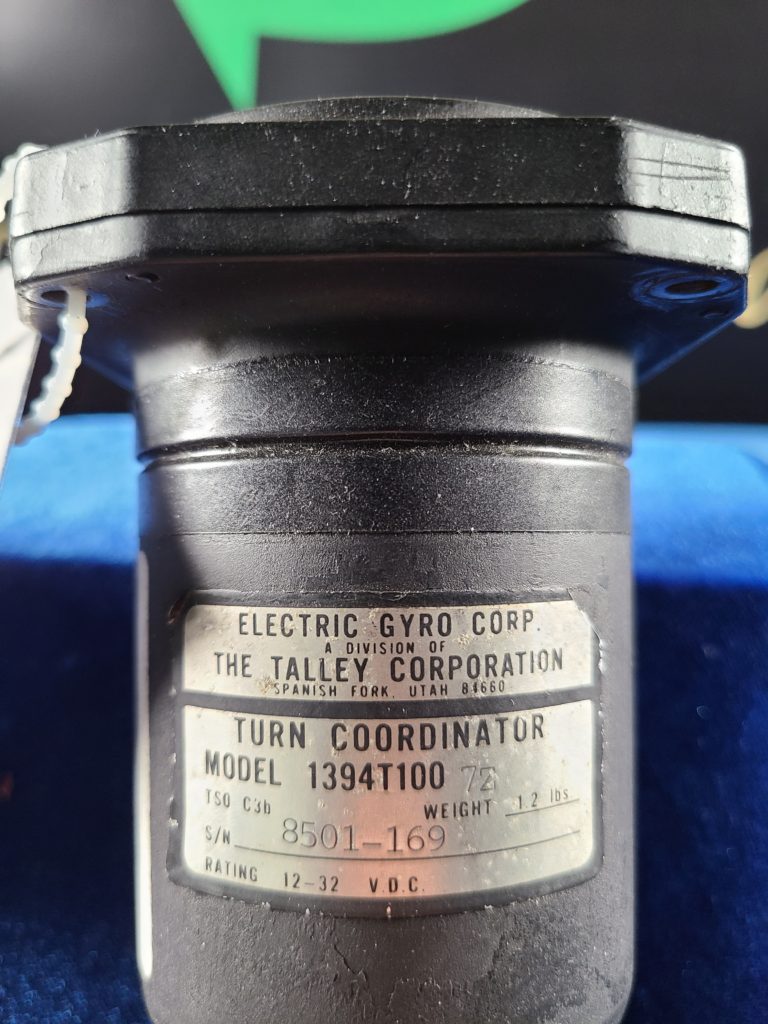 ELECTRIC GYRO CORP.
A DIVISION OF
THE TALLEY CORPORATION
SPANISH FORK, UTAH 84660
TURN COORDINATOR
MODEL 1394T100 7Z
TSO C3b WEIGHT 1.2 lbs
S/N 8501-169
RATING 12-32 V.D.C.